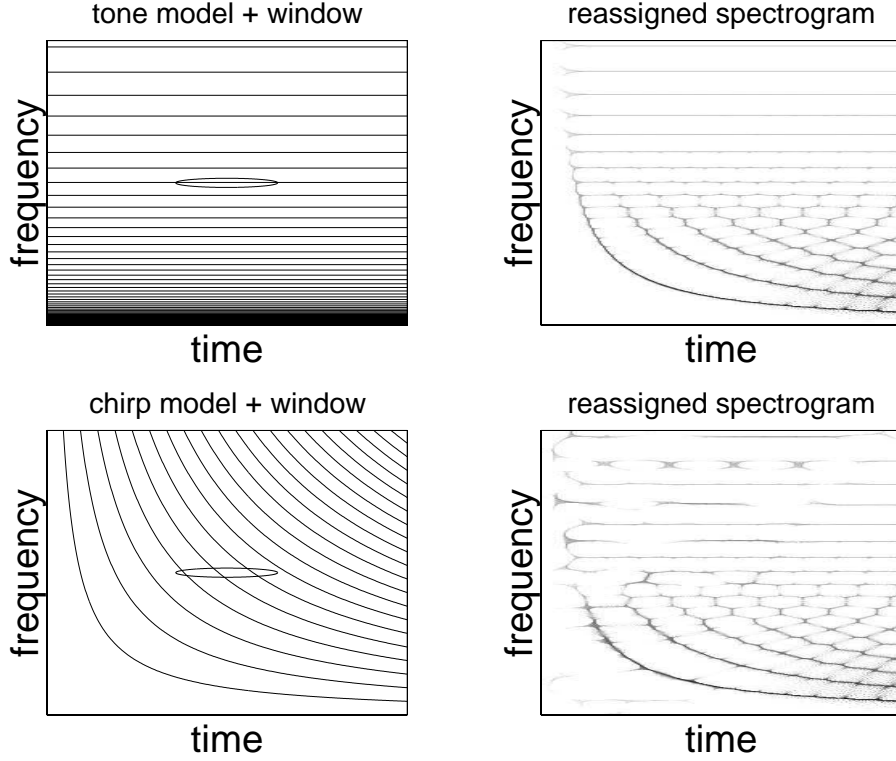 tone model + window
reassigned spectrogram
frequency
frequency
time
time
chirp model + window
reassigned spectrogram
frequency
frequency
time
time